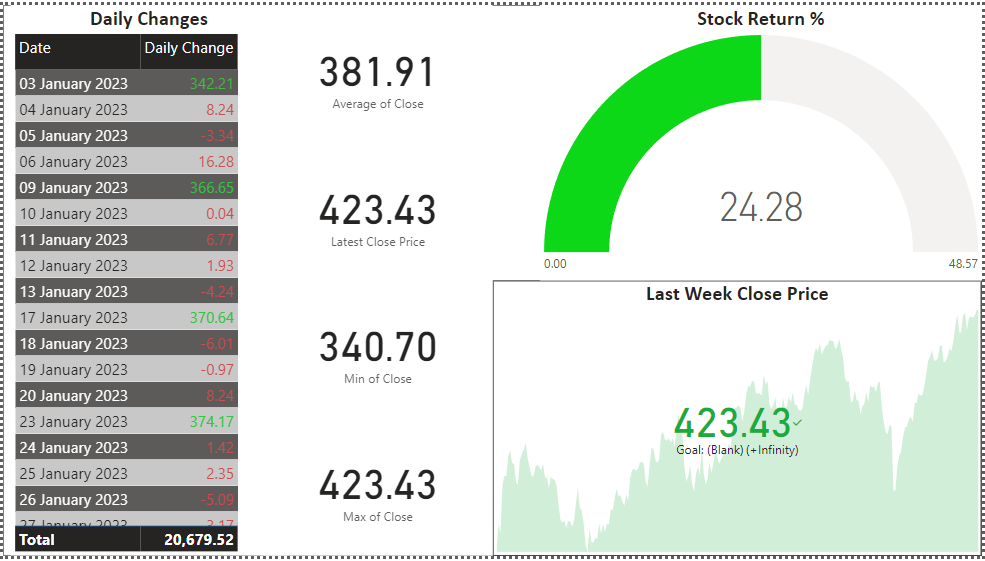 Daily Changes
Date Daily Change
03 January 2023 342.21
04 January 2023 8.24
05 January 2023 -3.34
06 January 2023 16.28
09 January 2023 366.65
10 January 2023 0.04
11 January 2023 6.77
12 January 2023 1.93
13 January 2023 -4.24
17 January 2023 370.64
18 January 2023 -6.01
19 January 2023 -0.97
20 January 2023 8.24
23 January 2023 374.17
24 January 2023 1.42
25 January 2023 2.35
26 January 2023 -5.09
27 January 2023 3.17
Total 20,679.52
381.91
Average of Close
423.43
Latest Close Price
340.70
Min of Close
423.43
Max of Close
Stock Return %
24.28
0.00 48.57
Last Week Close Price
423.43✓
Goal: (Blank) (+Infinity)